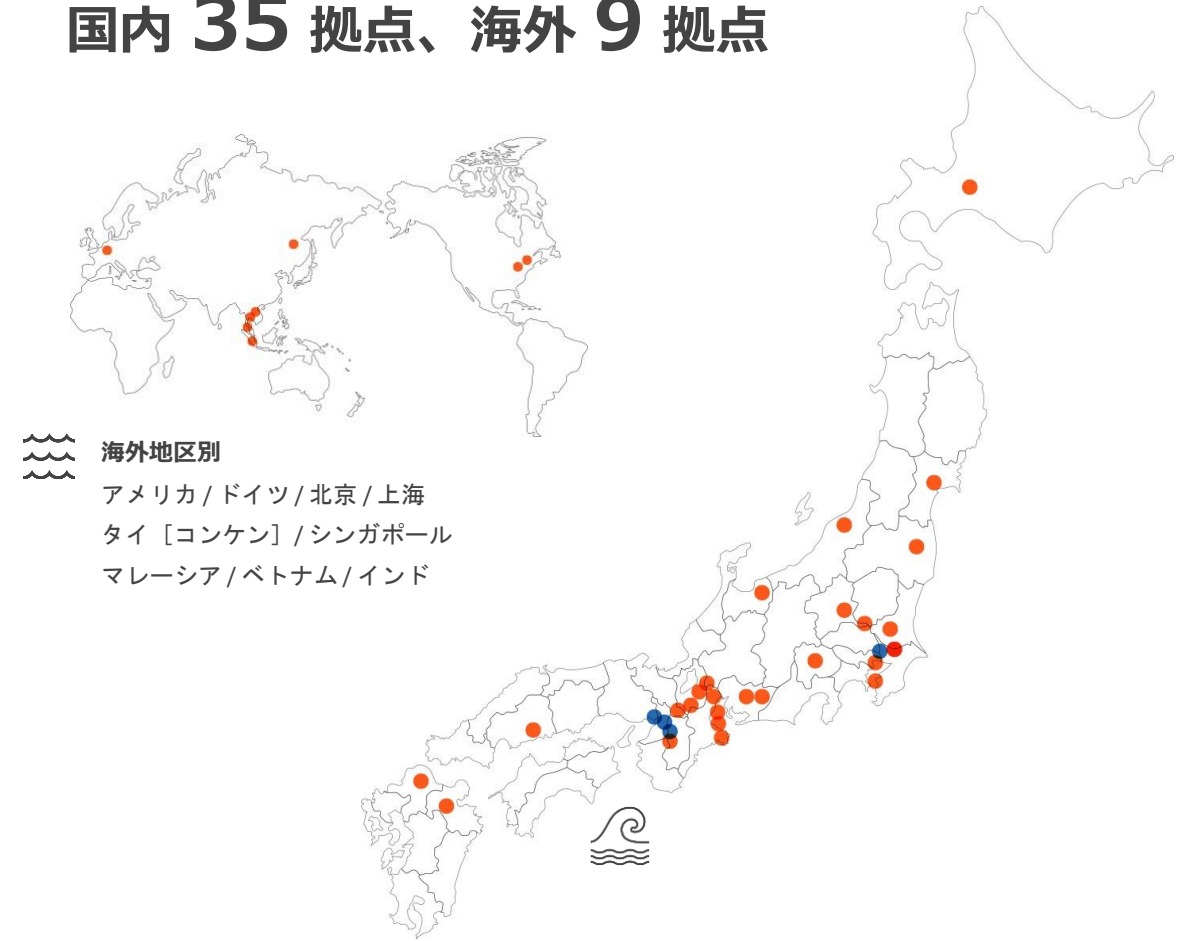 国内 35 拠点、海外 9 拠点
海外地区別
アメリカ / ドイツ / 北京 / 上海
タイ［コンケン］ / シンガポール
マレーシア / ベトナム / インド